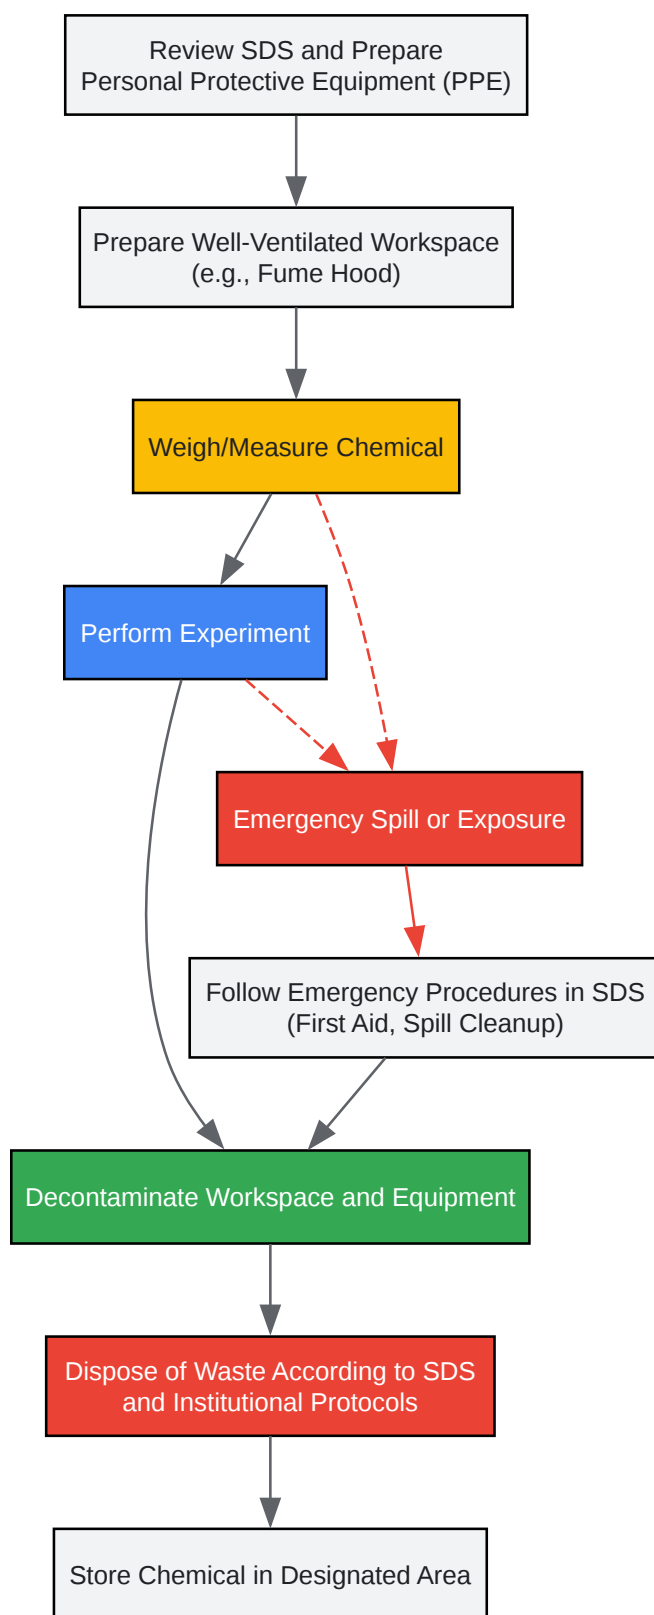 Review SDS and Prepare
Personal Protective Equipment (PPE)
Prepare Well-Ventilated Workspace
(e.g., Fume Hood)
Weigh/Measure Chemical
Perform Experiment
Emergency Spill or Exposure
Follow Emergency Procedures in SDS
(First Aid, Spill Cleanup)
Decontaminate Workspace and Equipment
Dispose of Waste According to SDS
and Institutional Protocols
Store Chemical in Designated Area